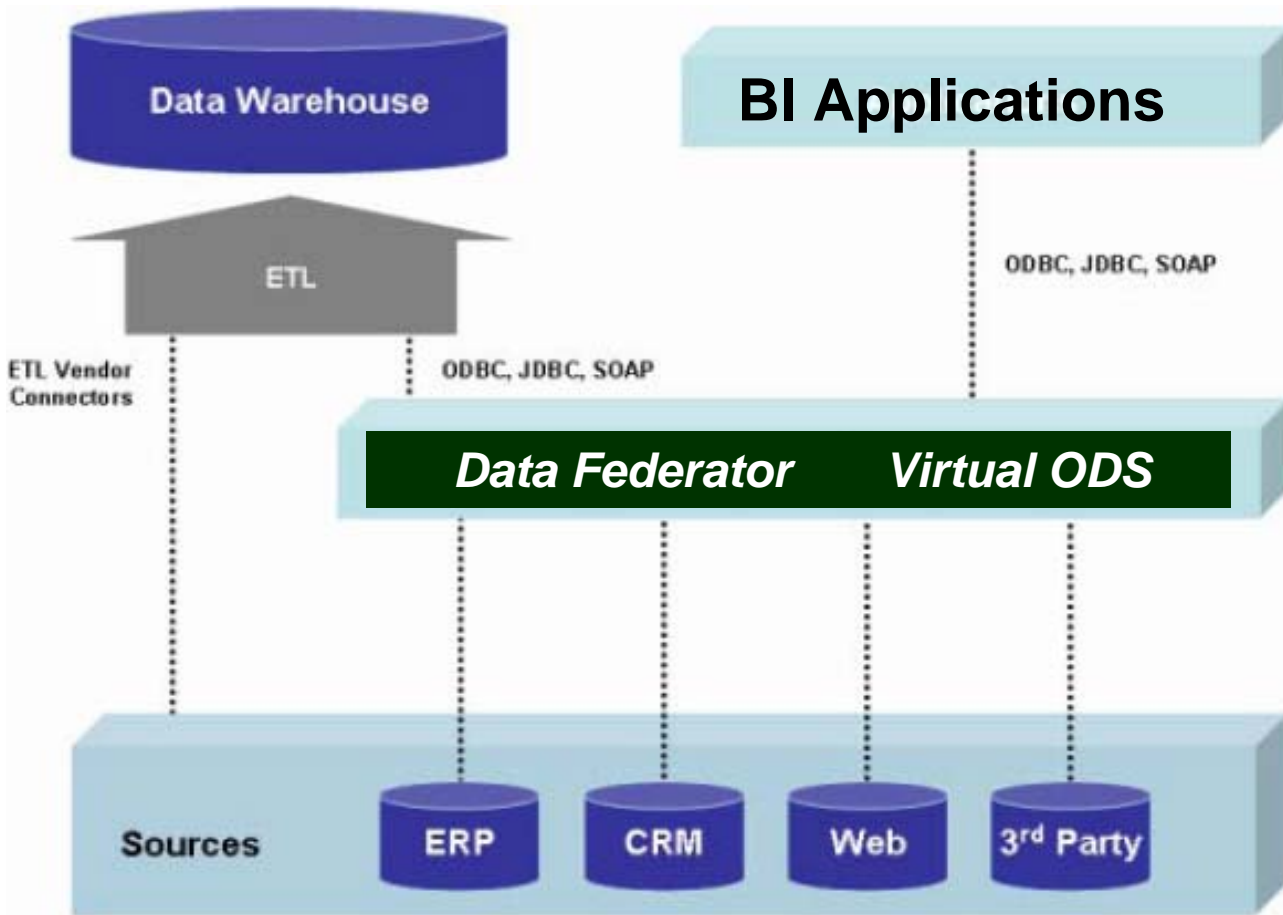 Data Warehouse
BI Applications
ETL
ODBC, JDBC, SOAP
ETL Vendor
Connectors
ODBC, JDBC, SOAP
Data Federator Virtual ODS
Sources
ERP
CRM
Web
3rd Party